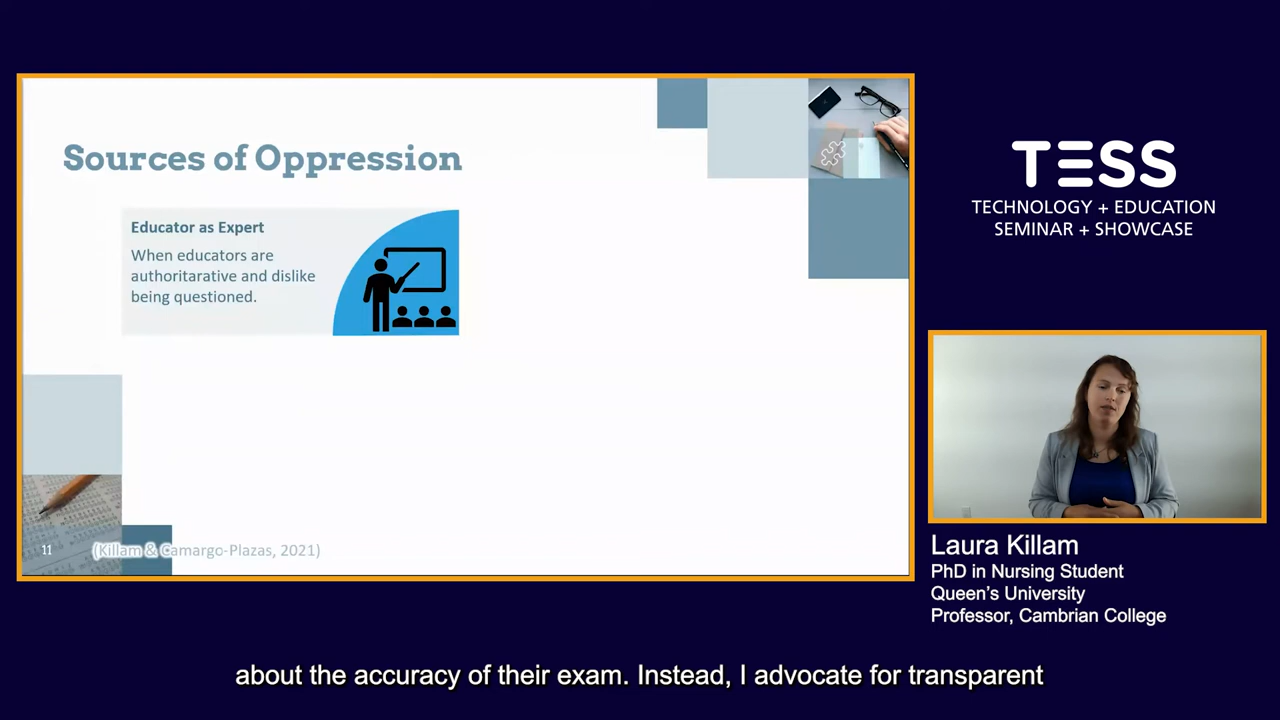 Sources of Oppression
Educator as Expert
When educators are
authoritarative and dislike
being questioned.
11
(Killam & Camargo-Plazas, 2021)
TESS
TECHNOLOGY + EDUCATION
SEMINAR + SHOWCASE
Laura Killam
PhD in Nursing Student
Queen's University
Professor, Cambrian College
about the accuracy of their exam. Instead, I advocate for transparent